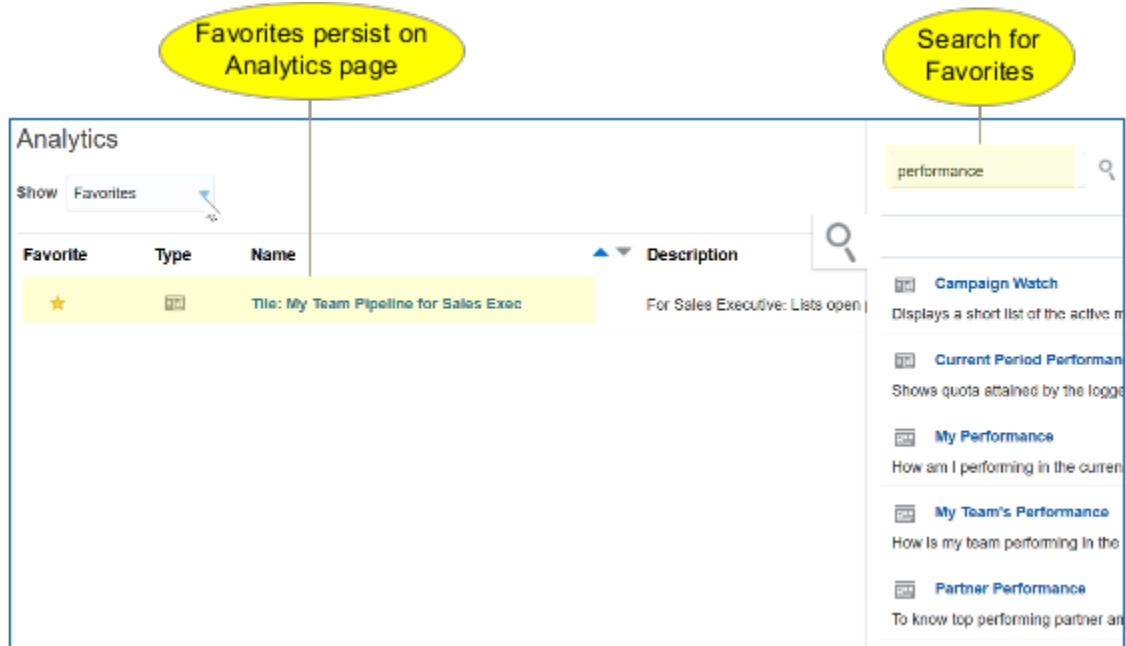 Favorites persist on
Analytics page
Search for
Favorites
Analytics
Show Favorites
Favorite Type Name Description
Tile: My Team Pipeline for Sales Exec For Sales Executive: Lists open
performance
Campaign Watch
Displays a short list of the active
Current Period Performan
Shows quota attained by the logge
My Performance
How am I performing in the curren
My Team's Performance
How is my team performing in the
Partner Performance
To know top performing partner an